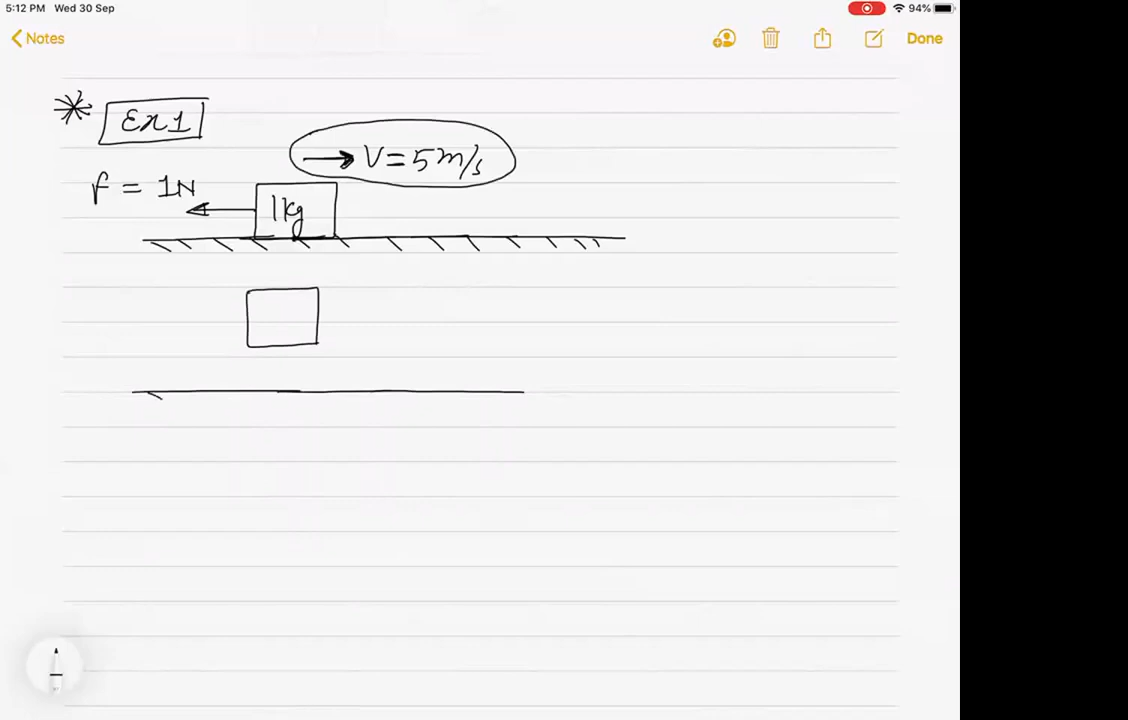 5:12 PM Wed 30 Sep
94%
Notes
Done
Ex1
V = 5m/s
f = 1N
1kg